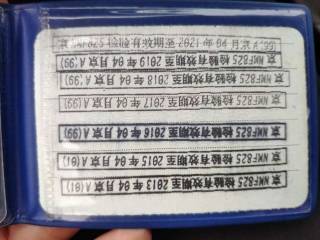 京NMF825 检验有效期至2021年04月京A(99)
京NMF825 检验有效期至2019年04月京A(99)
京NMF825 检验有效期至2018年04月京A(99)
京NMF825 检验有效期至2017年04月(99)
京NMF825 检验有效期至2016年04月(99)
京NMF825 检验有效期至2015年04月京A(01)
京NMF825 检验有效期至2013年04月京A(01)